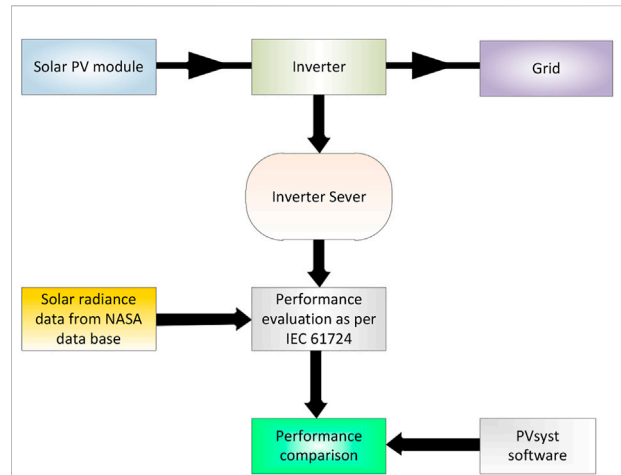 Solar PV module
Inverter
Grid
Inverter Sever
Solar radiance
data from NASA
data base
Performance
evaluation as per
IEC 61724
Performance
comparison
PVsyst
software